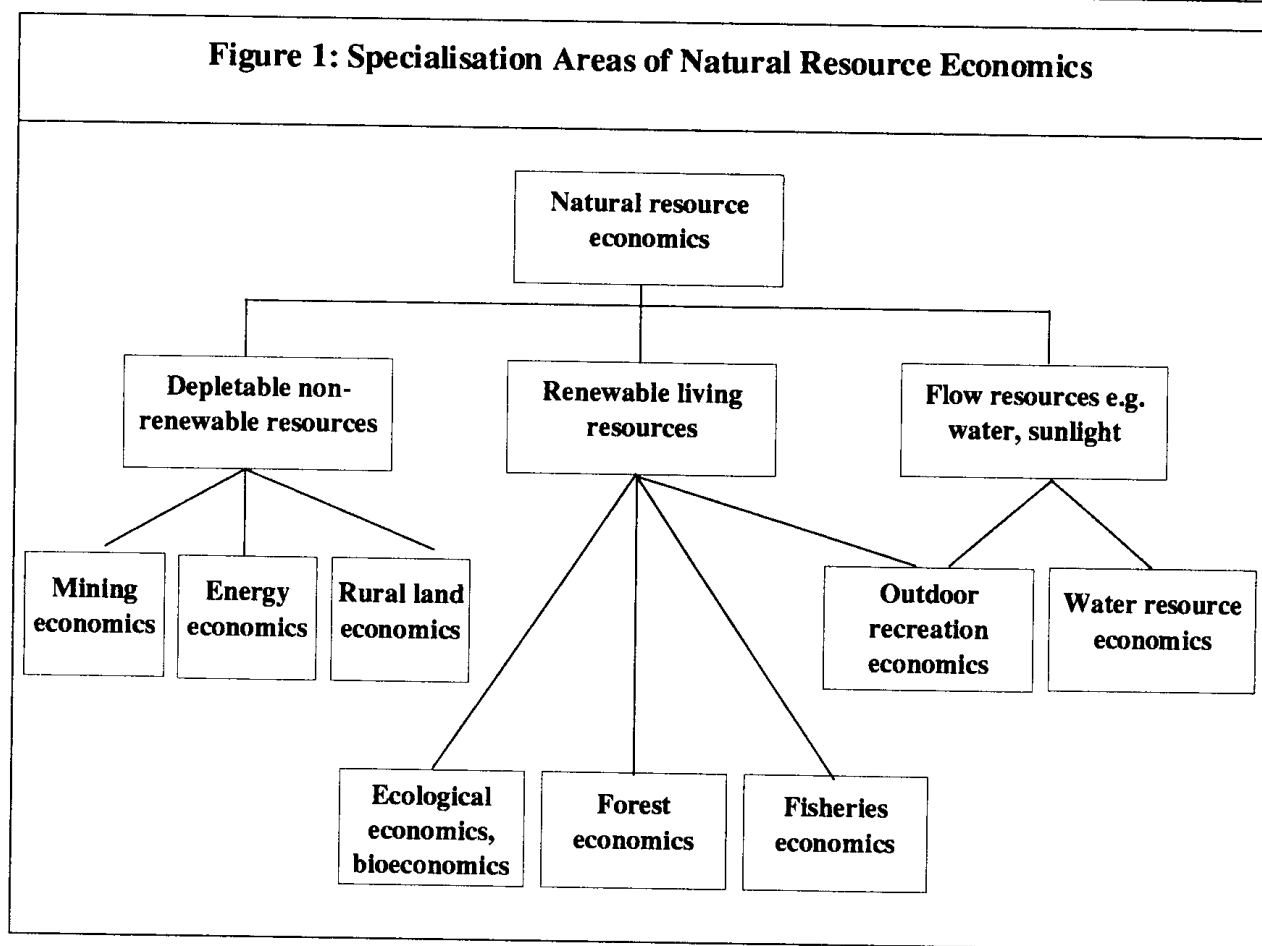 Figure 1: Specialisation Areas of Natural Resource Economics
Natural resource
economics
Depletable non-
renewable resources
Renewable living
resources
Flow resources e.g.
water, sunlight
Mining
economics
Energy
economics
Rural land
economics
Outdoor
recreation
economics
Water resource
economics
Ecological
economics,
bioeconomics
Forest
economics
Fisheries
economics